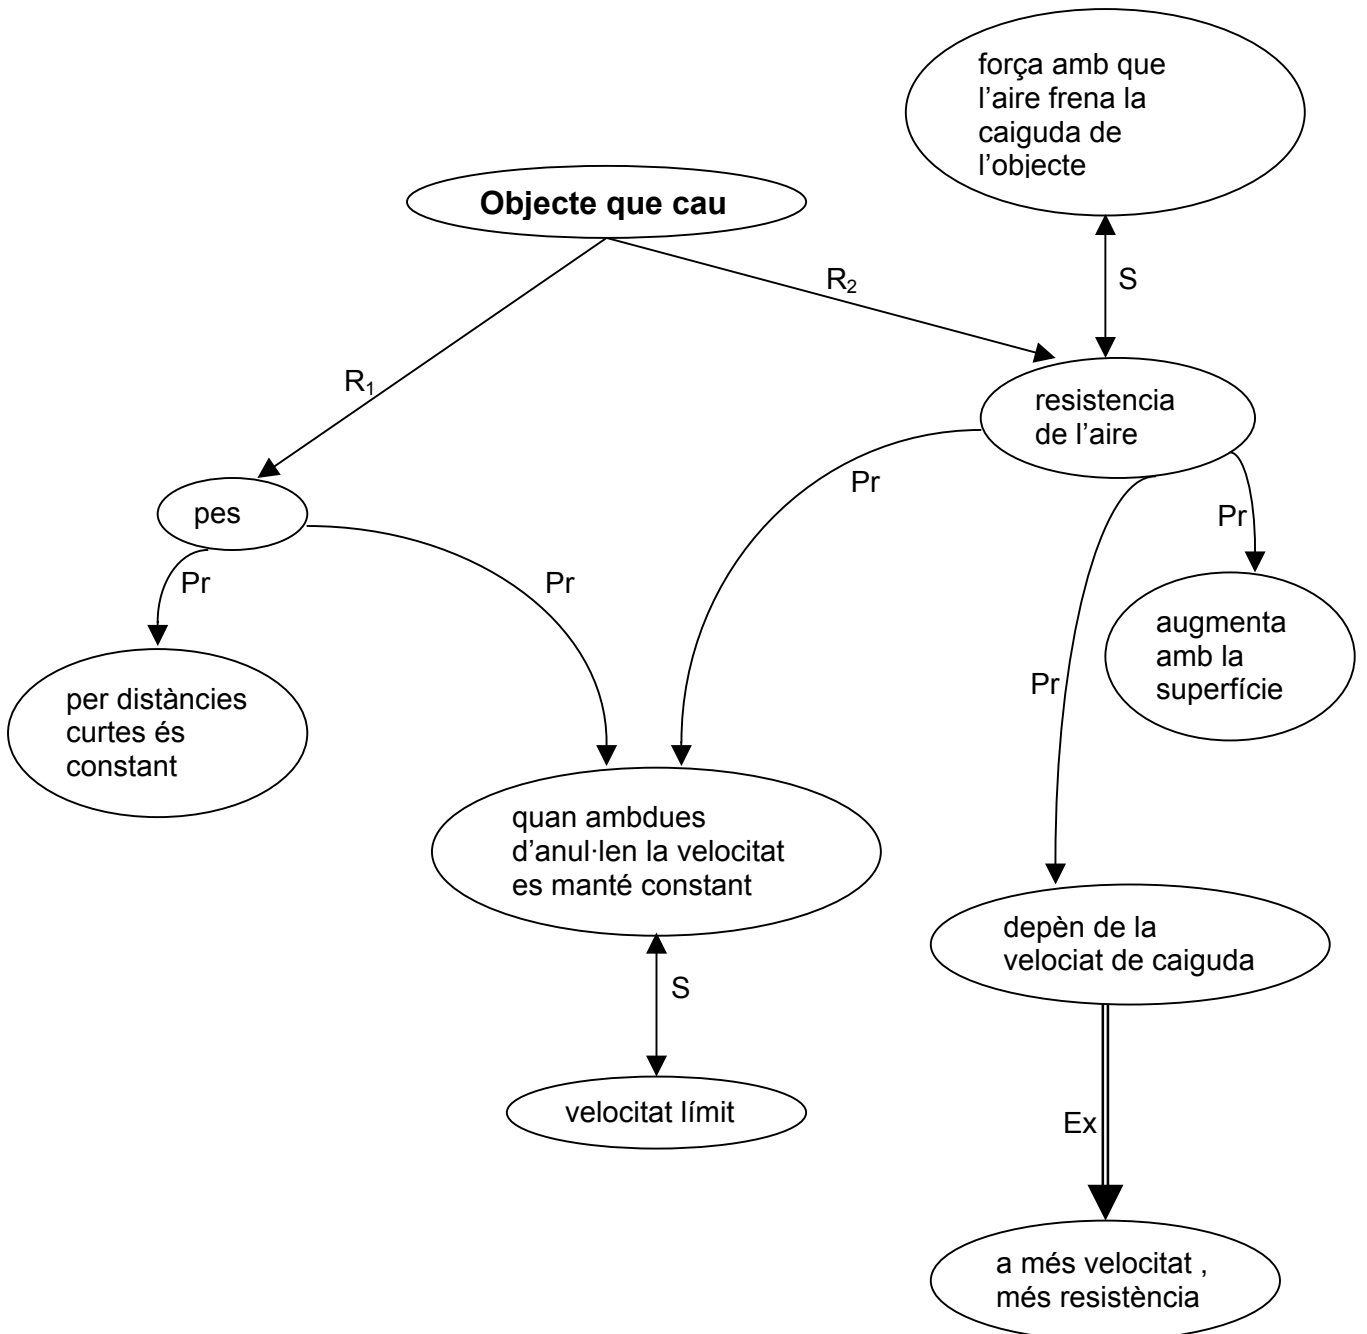 força amb que
l'aire frena la
caiguda de
l'objecte
Objecte que cau
R₂
S
R₁
resistencia
de l'aire
Pr
pes
Pr
Pr
Pr
augmenta
amb la
superfície
per distàncies
curtes és
constant
Pr
quan ambdues
d'anul·len la velocitat
es manté constant
depèn de la
velociat de caiguda
S
velocitat límit
Ex
a més velocitat ,
més resistència